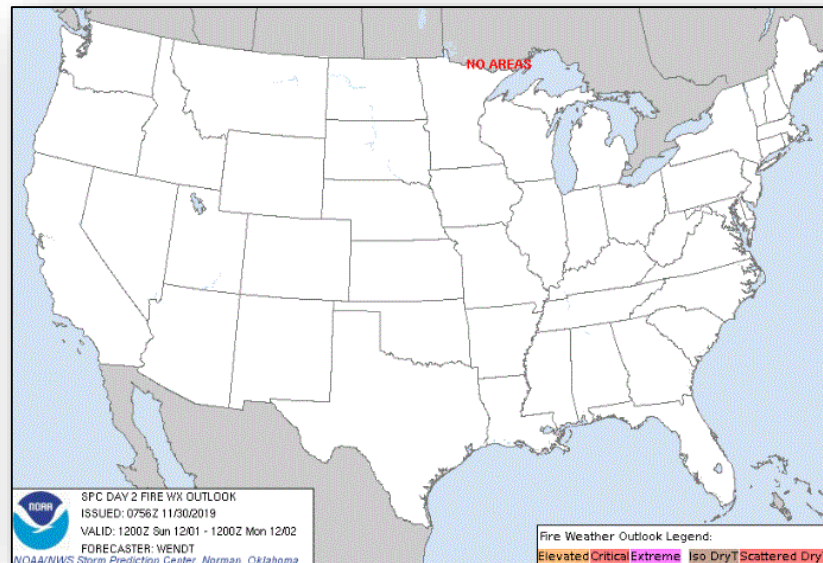 NO AREAS
NOAA
SPC DAY 2 FIRE WX OUTLOOK
ISSUED: 0756Z 11/30/2019
VALID: 1200Z Sun 12/01 - 1200Z Mon 12/02
FORECASTER: WENDT
NOAA/NWS Storm Prediction Center, Norman, Oklahoma
Fire Weather Outlook Legend:
Elevated Critical Extreme Iso DryT Scattered Dry